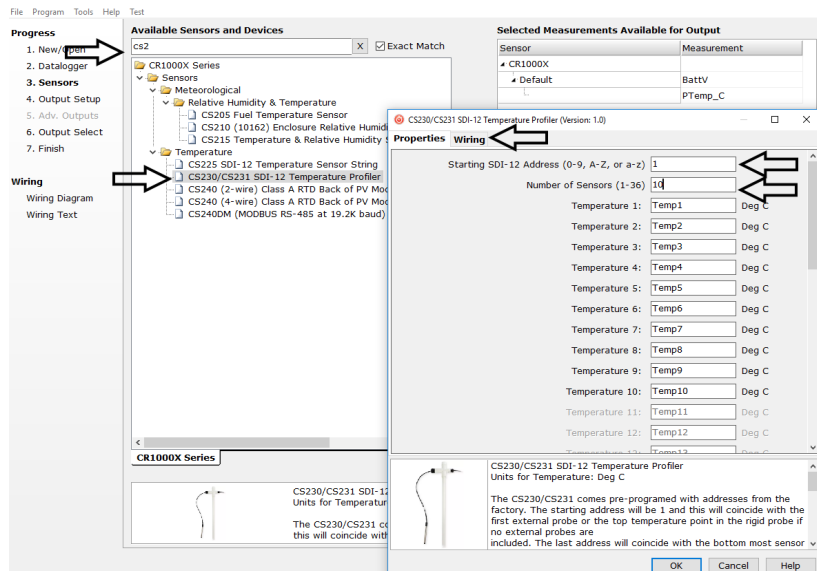 File Program Tools Help Test
Progress
1. New/Open
2. Datalogger
3. Sensors
4. Output Setup
5. Adv. Outputs
6. Output Select
7. Finish
Wiring
Wiring Diagram
Wiring Text
Available Sensors and Devices
cs2 X Exact Match
CR1000X Series
Sensors
Meteorological
Relative Humidity & Temperature
CS205 Fuel Temperature Sensor
CS210 (10162) Enclosure Relative Humidi
CS215 Temperature & Relative Humidity
Temperature
CS225 SDI-12 Temperature Sensor String
CS230/CS231 SDI-12 Temperature Profiler
CS240 (2-wire) Class A RTD Back of PV Mod
CS240 (4-wire) Class A RTD Back of PV Mod
CS240DM (MODBUS RS-485 at 19.2K baud)
CR1000X Series
CS230/CS231 SDI-12
Units for Temperatur
The CS230/CS231 co
this will coincide with
Selected Measurements Available for Output
Sensor Measurement
CR1000X
Default BattV
PTemp_C
CS230/CS231 SDI-12 Temperature Profiler (Version: 1.0)
Properties Wiring
Starting SDI-12 Address (0-9, A-Z, or a-z) 1
Number of Sensors (1-36) 10
Temperature 1: Temp1 Deg C
Temperature 2: Temp2 Deg C
Temperature 3: Temp3 Deg C
Temperature 4: Temp4 Deg C
Temperature 5: Temp5 Deg C
Temperature 6: Temp6 Deg C
Temperature 7: Temp7 Deg C
Temperature 8: Temp8 Deg C
Temperature 9: Temp9 Deg C
Temperature 10: Temp10 Deg C
Temperature 11: Temp11 Deg C
Temperature 12: Temp12 Deg C
Temperature 13: Temp13 Deg C
CS230/CS231 SDI-12 Temperature Profiler
Units for Temperature: Deg C
The CS230/CS231 comes pre-programed with addresses from the
factory. The starting address will be 1 and this will coincide with the
first external probe or the top temperature point in the rigid probe if
no external probes are
included. The last address will coincide with the bottom most sensor
OK Cancel Help